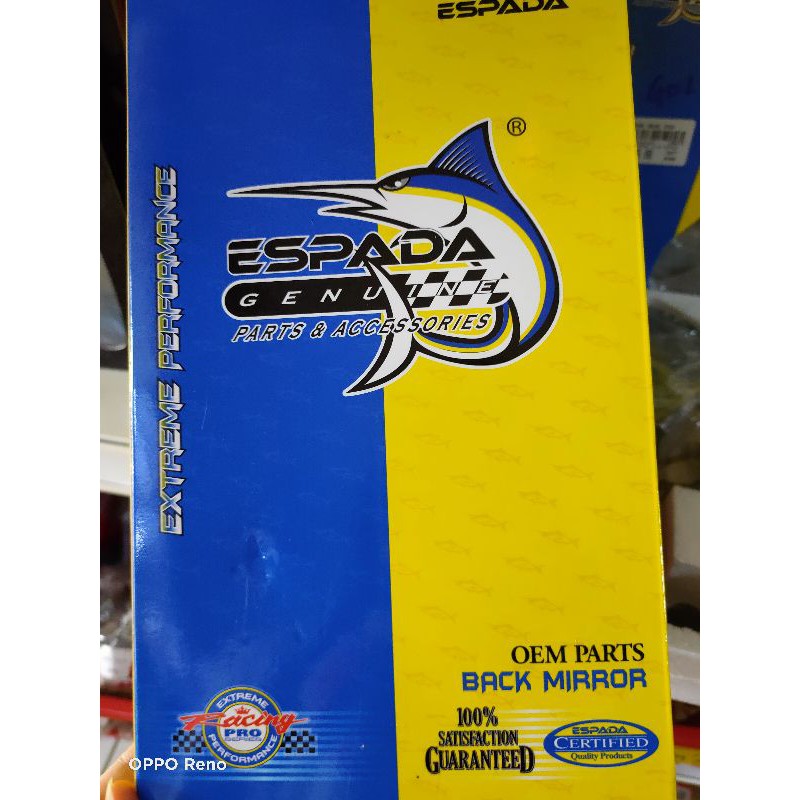 ESPADA
®
ESPADA
GENUINE
PARTS & ACCESSORIES
EXTREME PERFORMANCE
OEM PARTS
BACK MIRROR
EXTREME
Racing
PRO
SERIES
PERFORMANCE
100%
SATISFACTION
GUARANTEED
ESPADA
CERTIFIED
Quality Products
OPPO Reno